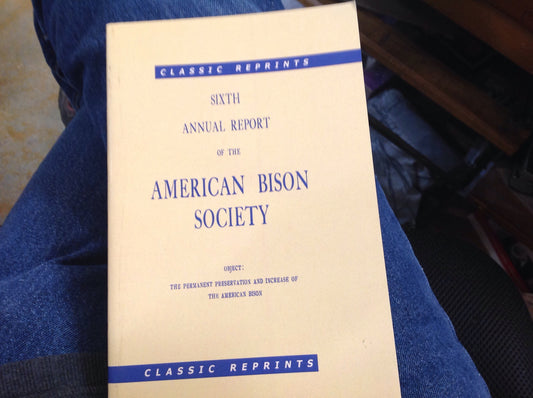 CLASSIC REPRINTS
SIXTH
ANNUAL REPORT
OF THE
AMERICAN BISON
SOCIETY
OBJECT:
THE PERMANENT PRESERVATION AND INCREASE OF
THE AMERICAN BISON
CLASSIC REPRINTS